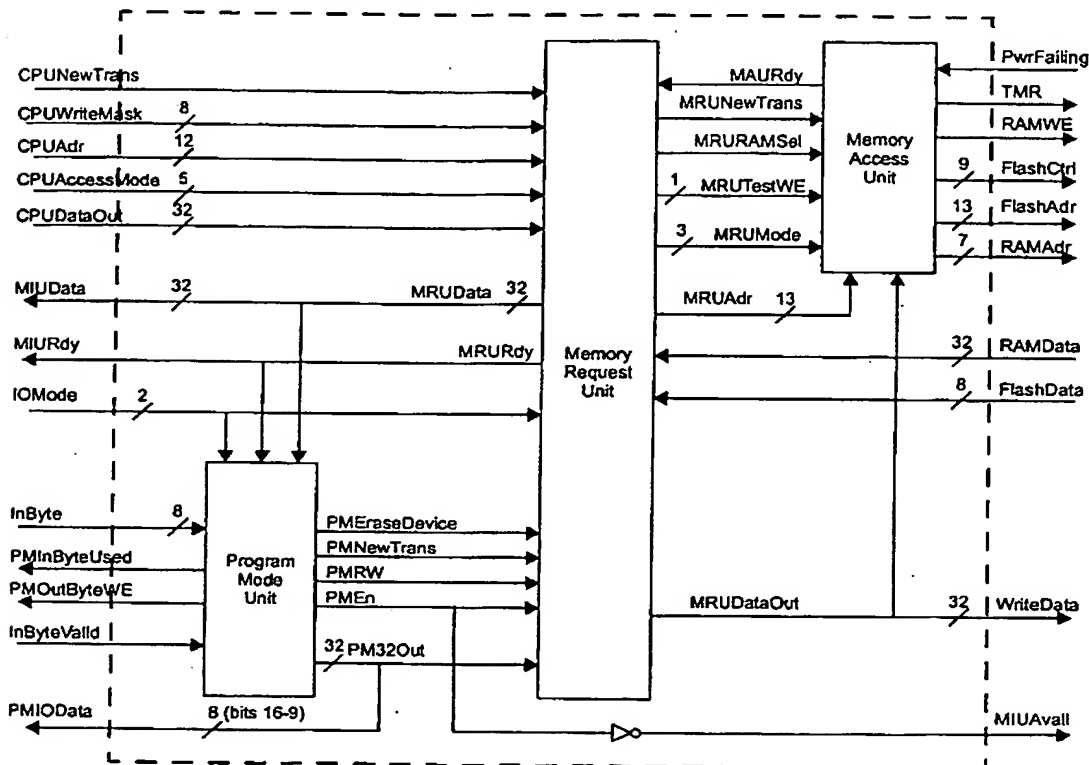 CPUNewTrans
CPUWriteMask
8
CPUAdr
12
CPUAccessMode
5
CPUDataOut
32
MIUData
32
MRUData
32
MIURdy
MRURdy
IOMode
2
InByte
8
PMInByteUsed
PMOutByteWE
InByteValid
PMIOData
8 (bits 16-9)
Program
Mode
Unit
PMEraseDevice
PMNewTrans
PMRW
PMEn
32
PM32Out
Memory
Request
Unit
MAURdy
MRUNewTrans
MRURAMSel
1
MRUTestWE
3
MRUMode
MRUAdr
13
Memory
Access
Unit
PwrFailing
TMR
RAMWE
9
FlashCtrl
13
FlashAdr
7
RAMAdr
32
RAMData
8
FlashData
MRUDataOut
32
WriteData
MIUAvail